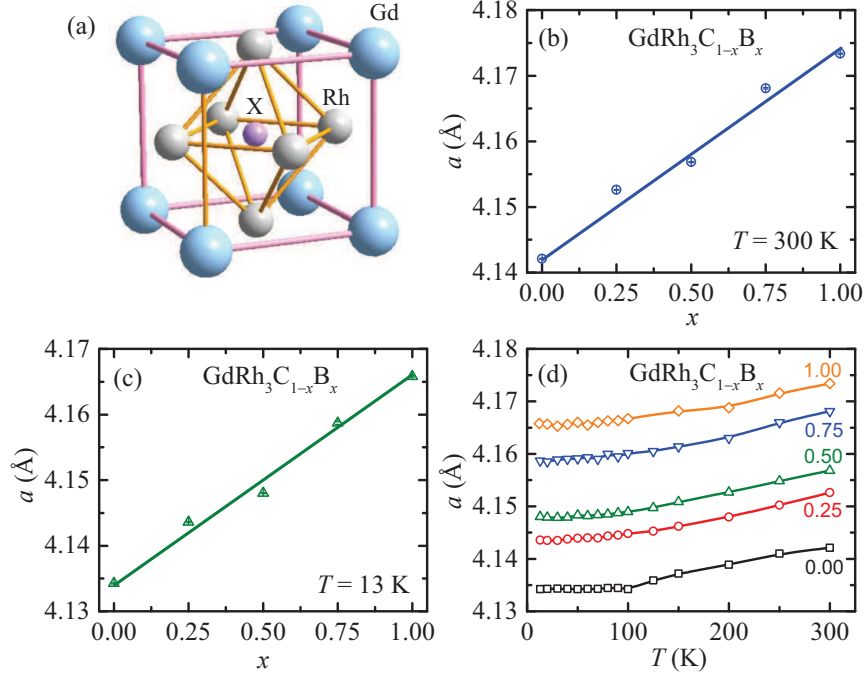 (a)
Gd
X
Rh
(b)
GdRh₃C₁₋ₓBₓ
4.18
4.17
4.16
4.15
4.14
a (Å)
T = 300 K
0.00 0.25 0.50 0.75 1.00
x
(c)
GdRh₃C₁₋ₓBₓ
4.17
4.16
4.15
4.14
4.13
a (Å)
T = 13 K
0.00 0.25 0.50 0.75 1.00
x
(d)
GdRh₃C₁₋ₓBₓ
4.18
4.17
4.16
4.15
4.14
4.13
a (Å)
1.00
0.75
0.50
0.25
0.00
0 100 200 300
T (K)